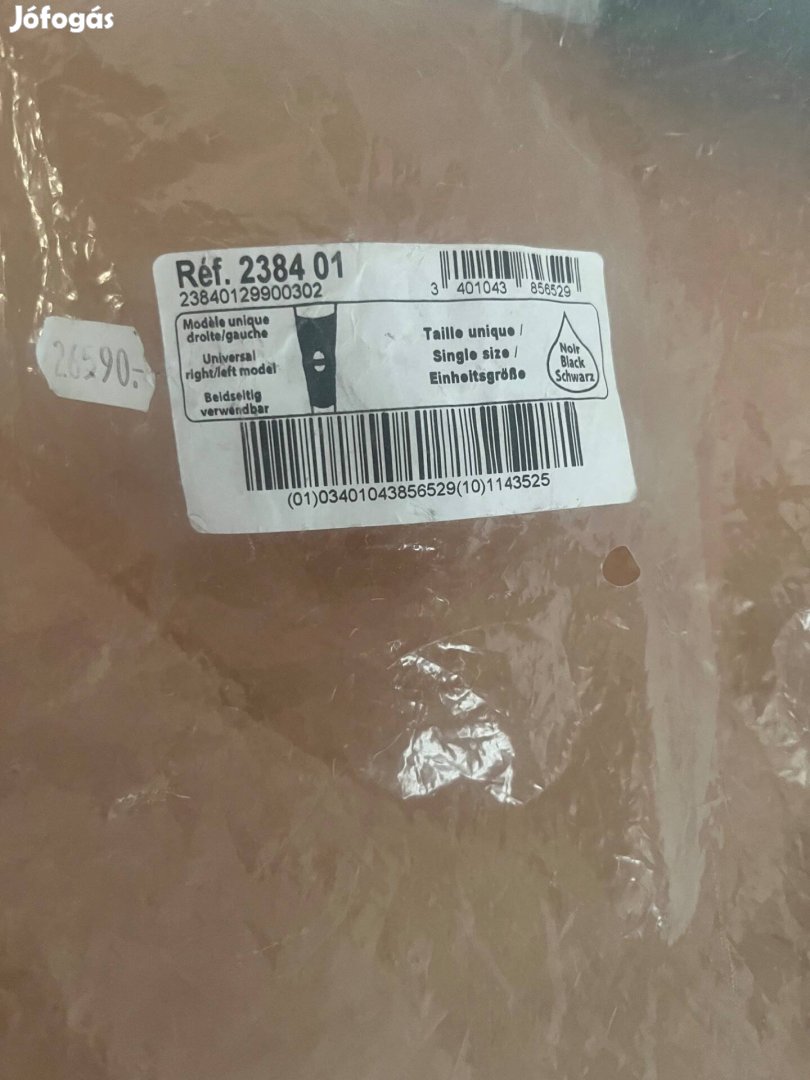 Jófogás
Réf. 2384 01
23840129900302
3 401043 856529
Modèle unique
droite/gauche
Universal
right/left model
Beidseitig
verwendbar
Taille unique /
Single size /
Einheitsgröße
Noir
Black
Schwarz
26590.-
(01)03401043856529(10)1143525